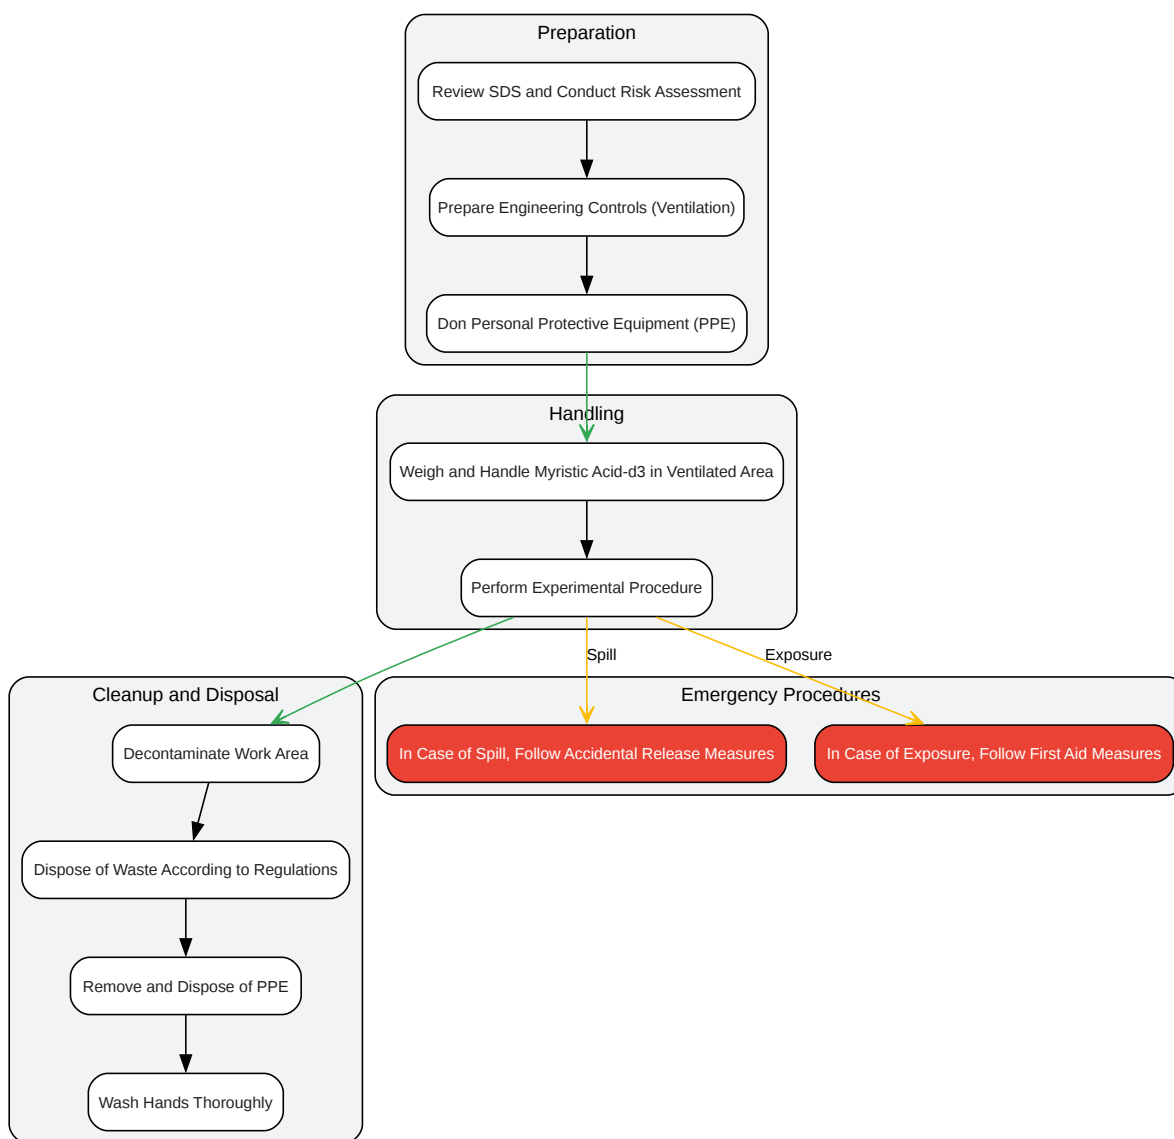 Preparation
Review SDS and Conduct Risk Assessment
Prepare Engineering Controls (Ventilation)
Don Personal Protective Equipment (PPE)
Handling
Weigh and Handle Myristic Acid-d3 in Ventilated Area
Perform Experimental Procedure
Spill
Exposure
Cleanup and Disposal
Decontaminate Work Area
Dispose of Waste According to Regulations
Remove and Dispose of PPE
Wash Hands Thoroughly
Emergency Procedures
In Case of Spill, Follow Accidental Release Measures
In Case of Exposure, Follow First Aid Measures